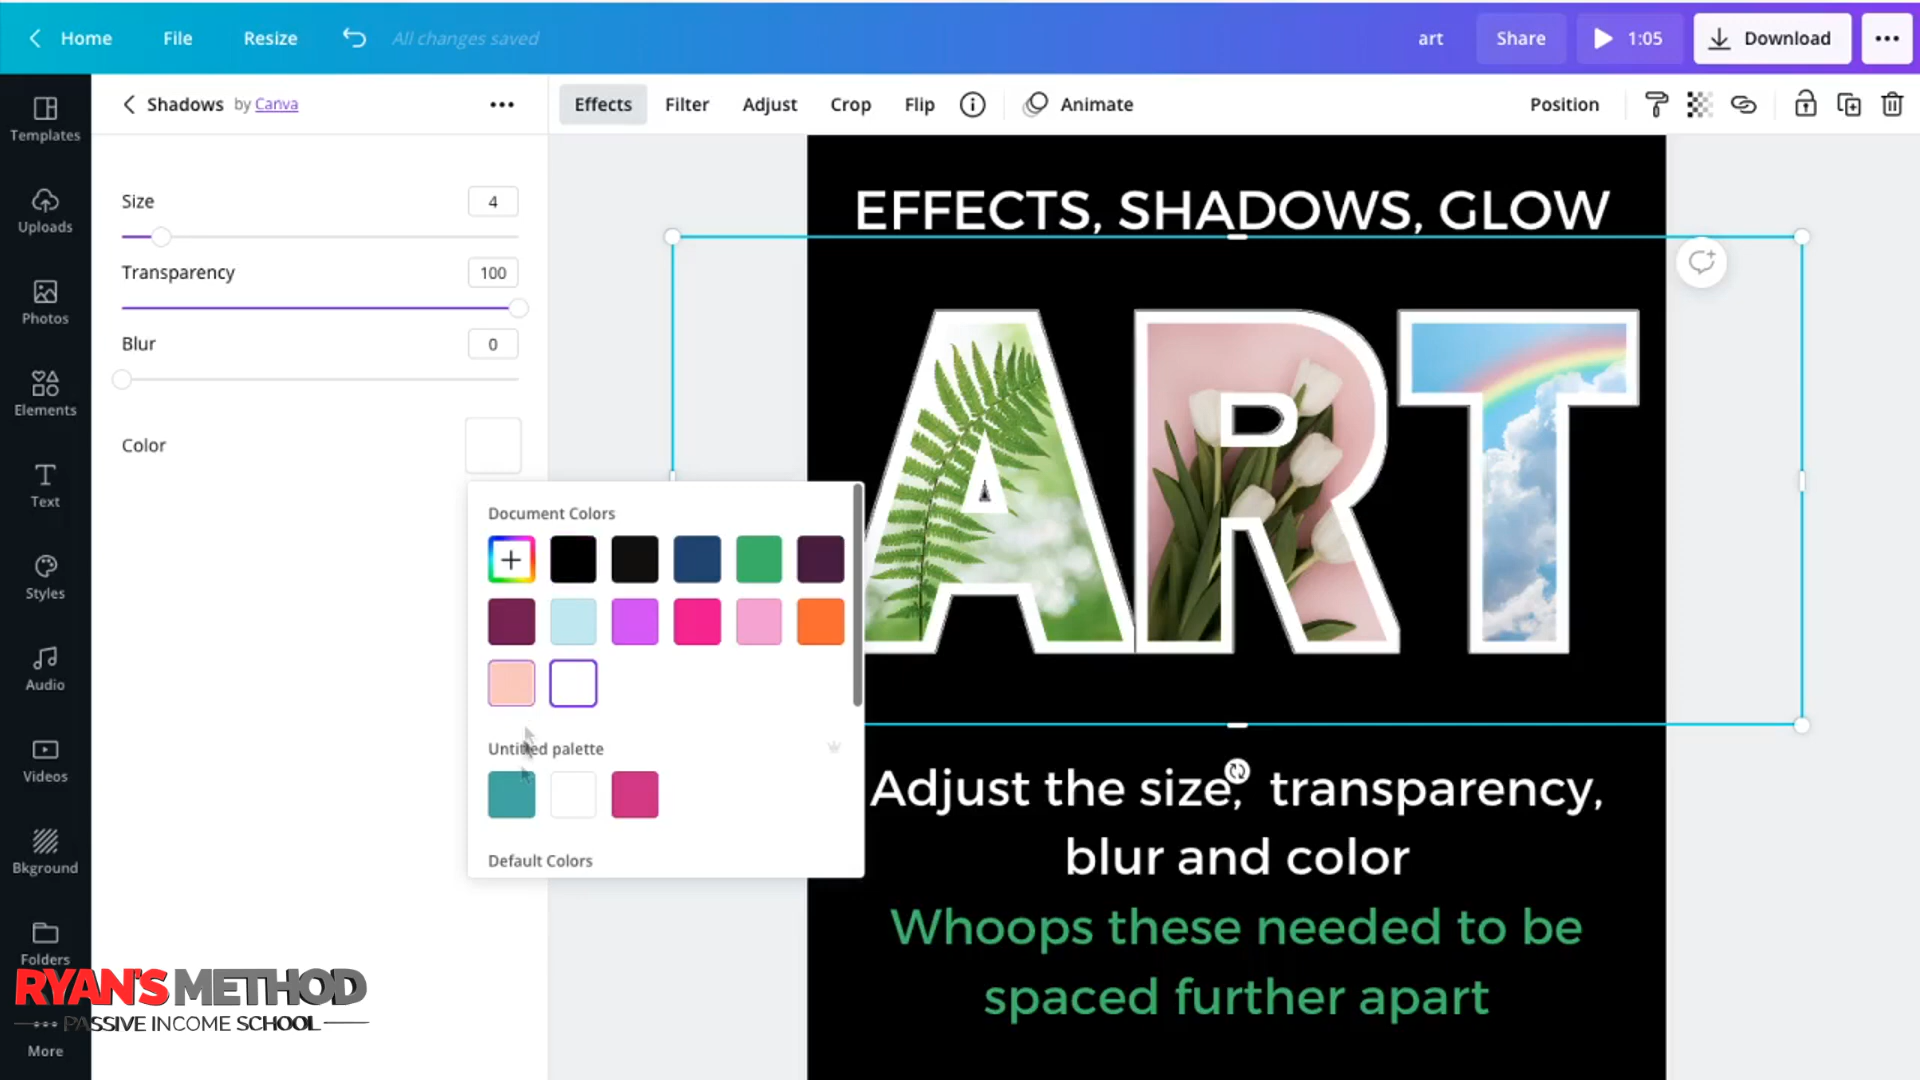 Home File Resize All changes saved art Share 1:05 Download
Shadows by Canva
Effects Filter Adjust Crop Flip Animate Position
Templates
Uploads
Photos
Elements
Text
Styles
Audio
Videos
Bkground
Folders
More
Size 4
Transparency 100
Blur 0
Color
Document Colors
Untitled palette
Default Colors
EFFECTS, SHADOWS, GLOW
ART
Adjust the size, transparency,
blur and color
Whoops these needed to be
spaced further apart
RYAN'S METHOD
PASSIVE INCOME SCHOOL